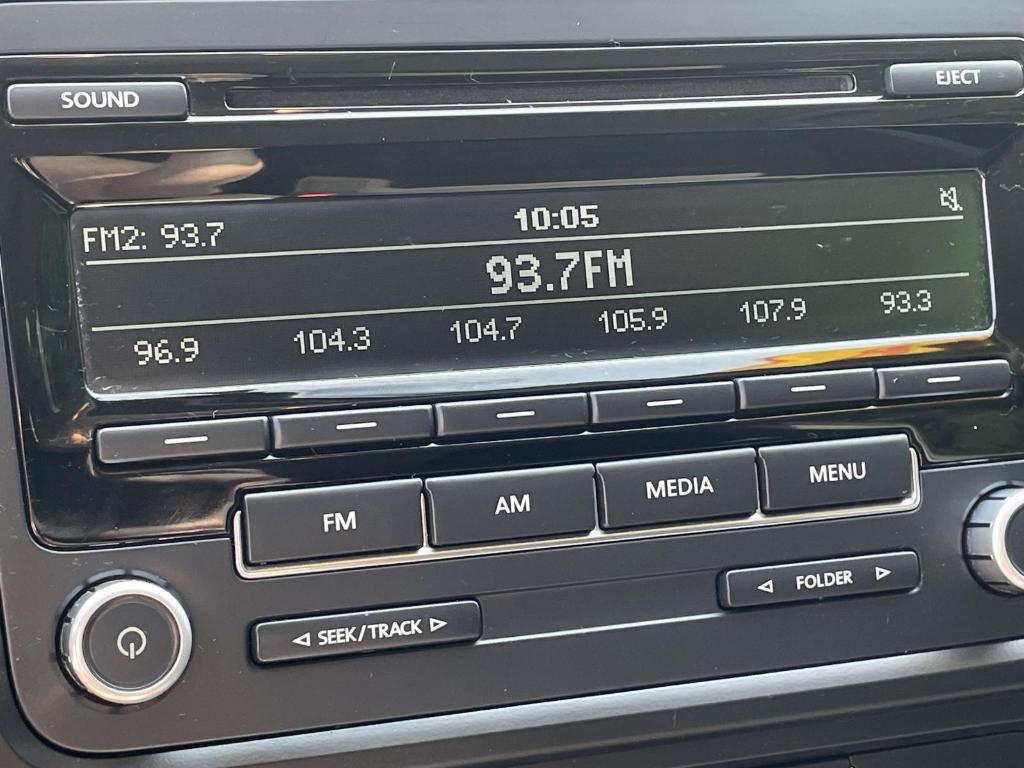 SOUND EJECT
FM2: 93.7 10:05
93.7FM
96.9 104.3 104.7 105.9 107.9 93.3
FM AM MEDIA MENU
SEEK/TRACK FOLDER